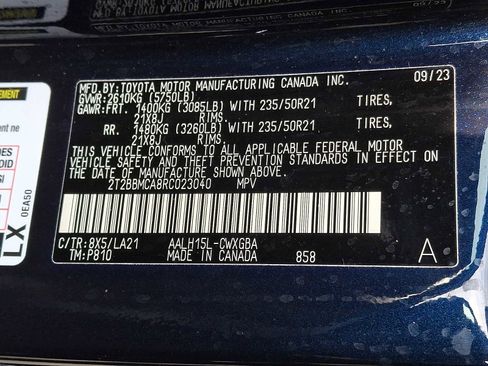 MFD.BY:TOYOTA MOTOR MANUFACTURING CANADA INC. 09/23
GVWR:2610KG (5750LB)
GAWR:FRT. 1400KG (3085LB) WITH 235/50R21 TIRES,
21X8J RIMS.
RR. 1480KG (3260LB) WITH 235/50R21 TIRES,
21X8J RIMS.
THIS VEHICLE CONFORMS TO ALL APPLICABLE FEDERAL MOTOR
VEHICLE SAFETY AND THEFT PREVENTION STANDARDS IN EFFECT ON
THE DATE OF MANUFACTURE SHOWN ABOVE.
2T2BBMCA8RC023040 MPV
C/TR:8X5/LA21 AALH15L-CWXGBA A
TM:P810 MADE IN CANADA 858
LX 0EA50